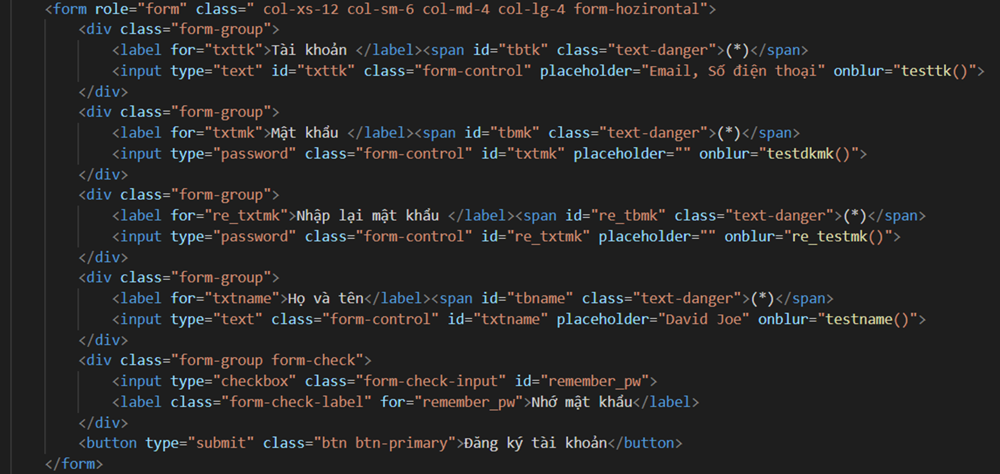 <form role="form" class=" col-xs-12 col-sm-6 col-md-4 col-lg-4 form-hozirontal">
<div class="form-group">
<label for="txttk">Tài khoản </label><span id="tbtk" class="text-danger">(*)</span>
<input type="text" id="txttk" class="form-control" placeholder="Email, Số điện thoại" onblur="testtk()">
</div>
<div class="form-group">
<label for="txtmk">Mật khẩu </label><span id="tbmk" class="text-danger">(*)</span>
<input type="password" class="form-control" id="txtmk" placeholder="" onblur="testdkmk()">
</div>
<div class="form-group">
<label for="re_txtmk">Nhập lại mật khẩu </label><span id="re_tbmk" class="text-danger">(*)</span>
<input type="password" class="form-control" id="re_txtmk" placeholder="" onblur="re_testmk()">
</div>
<div class="form-group">
<label for="txtname">Họ và tên</label><span id="tbname" class="text-danger">(*)</span>
<input type="text" class="form-control" id="txtname" placeholder="David Joe" onblur="testname()">
</div>
<div class="form-group form-check">
<input type="checkbox" class="form-check-input" id="remember_pw">
<label class="form-check-label" for="remember_pw">Nhớ mật khẩu</label>
</div>
<button type="submit" class="btn btn-primary">Đăng ký tài khoản</button>
</form>